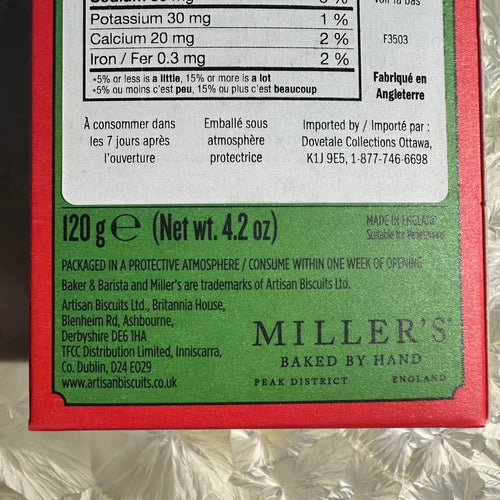 Potassium 30 mg 1 %
Calcium 20 mg 2 %
Iron / Fer 0.3 mg 2 %
•5% or less is a little, 15% or more is a lot
•5% ou moins c'est peu, 15% ou plus c'est beaucoup
voir là bas
F3503
Fabriqué en
Angleterre
À consommer dans
les 7 jours après
l'ouverture
Emballé sous
atmosphère
protectrice
Imported by / Importé par :
Dovetale Collections Ottawa,
K1J 9E5, 1-877-746-6698
120 g ℮ (Net wt. 4.2 oz)
MADE IN ENGLAND
Suitable for Vegetarians
PACKAGED IN A PROTECTIVE ATMOSPHERE / CONSUME WITHIN ONE WEEK OF OPENING
Baker & Barista and Miller's are trademarks of Artisan Biscuits Ltd.
Artisan Biscuits Ltd., Britannia House,
Blenheim Rd, Ashbourne,
Derbyshire DE6 1HA
TFCC Distribution Limited, Inniscarra,
Co. Dublin, D24 E029
www.artisanbiscuits.co.uk
MILLER'S
BAKED BY HAND
PEAK DISTRICT ENGLAND